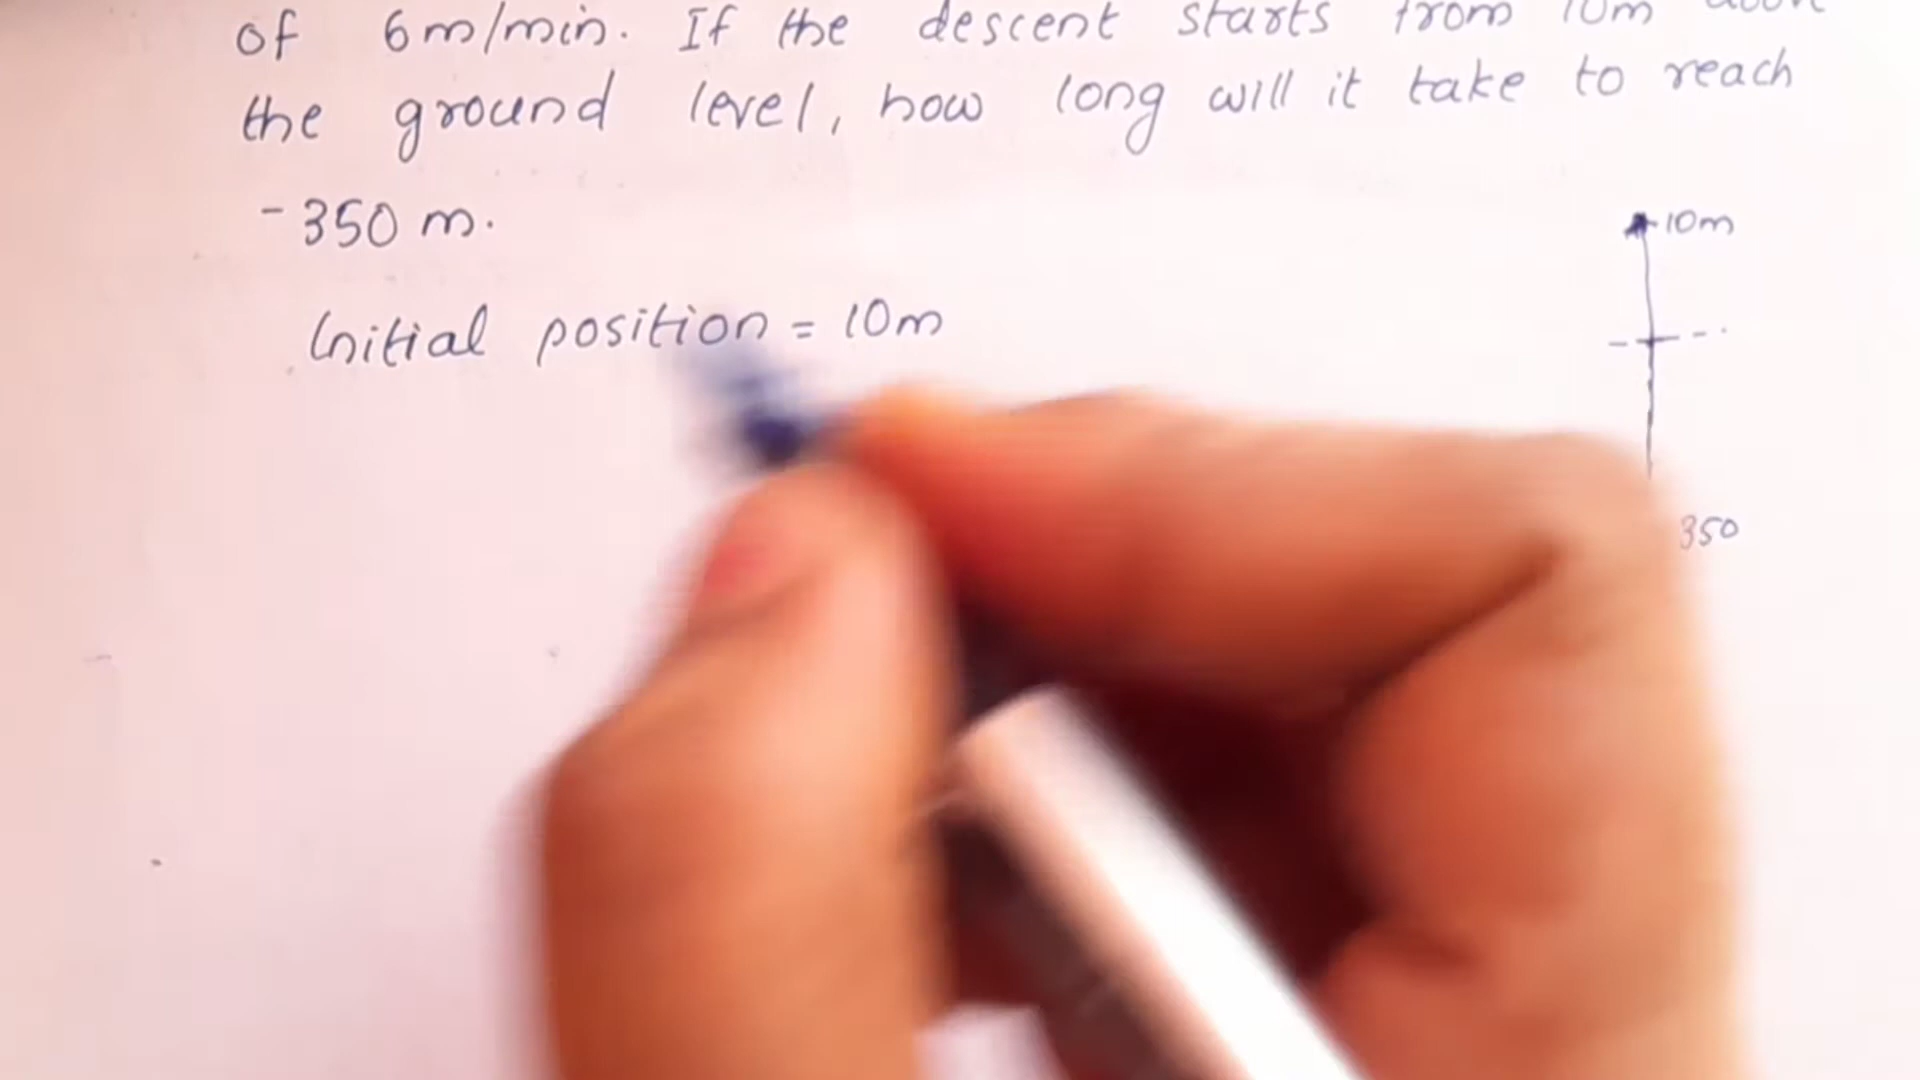 of 6m/min. If the descent starts from 10m above
the ground level, how long will it take to reach
-350 m.
10m
Initial position = 10m
350